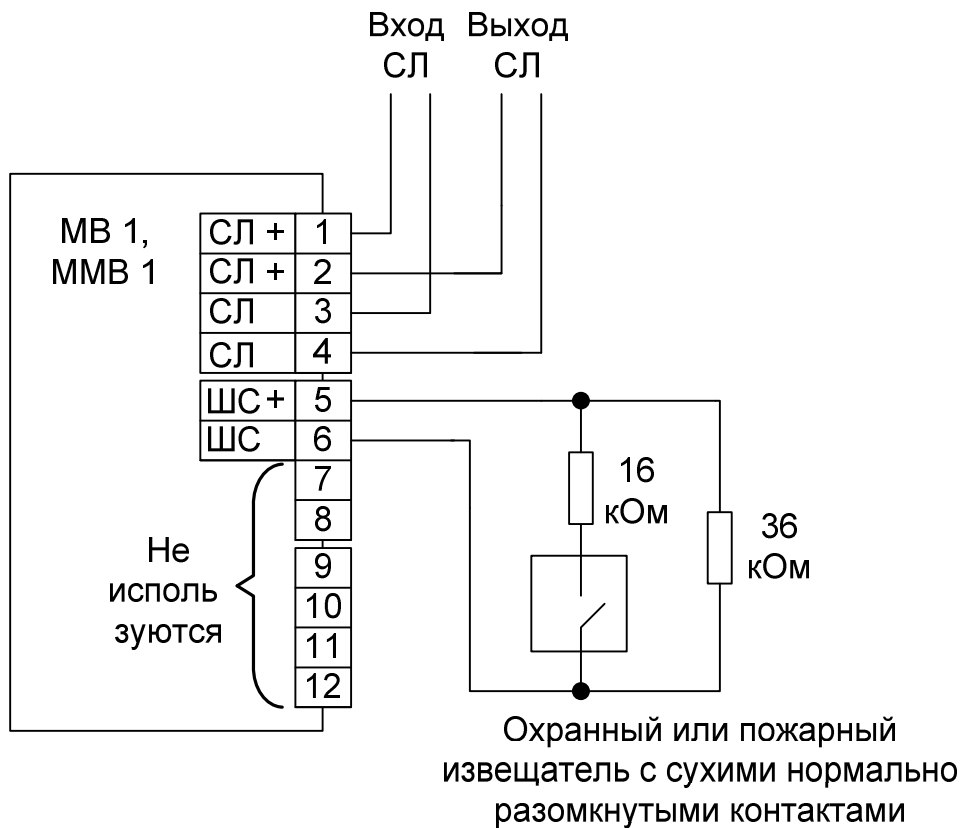 Вход Выход
СЛ СЛ
МВ 1,
ММВ 1
СЛ + 1
СЛ + 2
СЛ 3
СЛ 4
ШС + 5
ШС 6
7
8
9
10
11
12
Не
исполь
зуются
16
кОм
36
кОм
Охранный или пожарный
извещатель с сухими нормально
разомкнутыми контактами